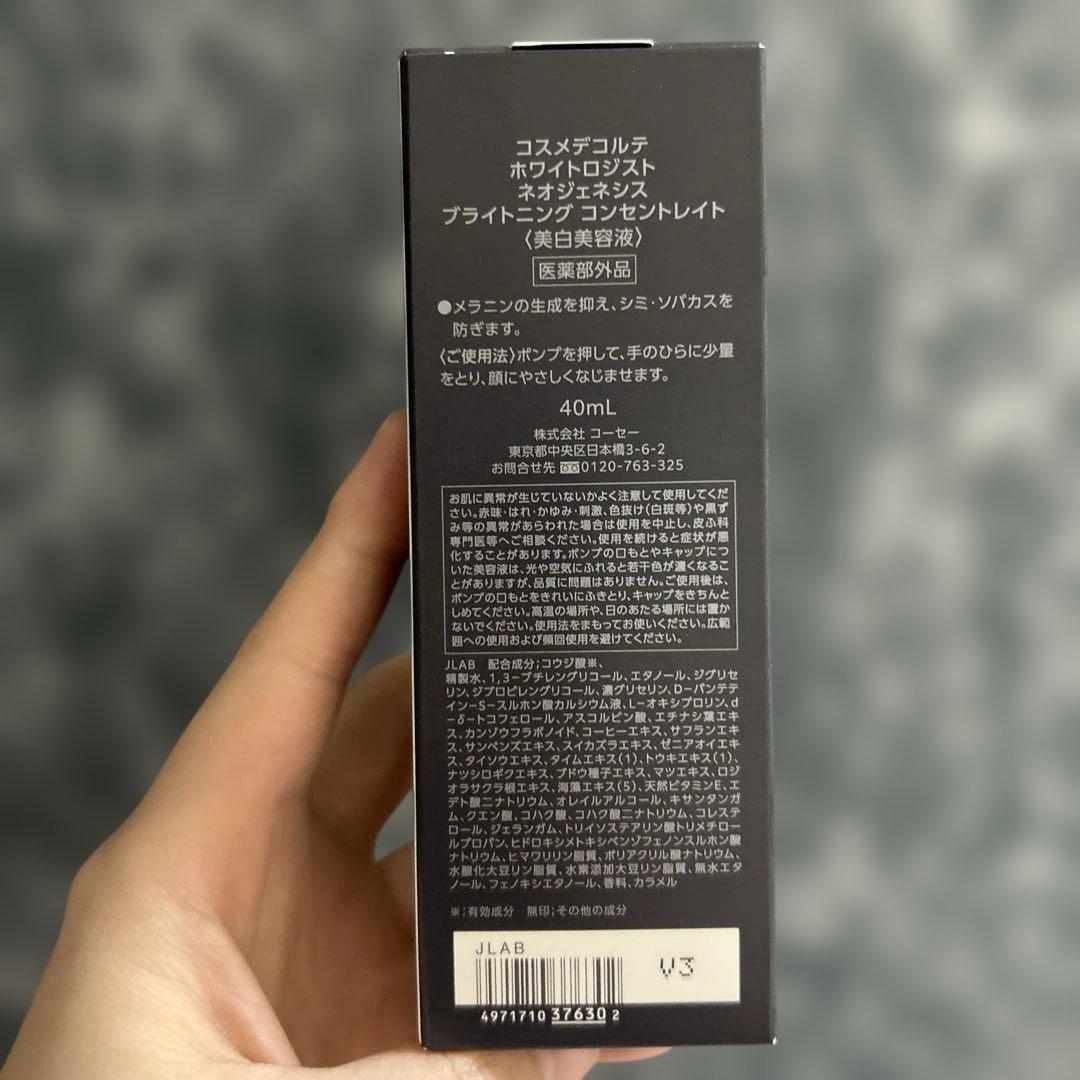 コスメデコルテ
ホワイトロジスト
ネオジェネシス
ブライトニング コンセントレイト
〈美白美容液〉
医薬部外品
●メラニンの生成を抑え、シミ・ソバカスを
防ぎます。
〈ご使用法〉ポンプを押して、手のひらに少量
をとり、顔にやさしくなじませます。
40mL
株式会社 コーセー
東京都中央区日本橋3-6-2
お問合せ先 0120-763-325
お肌に異常が生じていないかよく注意して使用してくだ
さい。赤味・はれ・かゆみ・刺激、色抜け(白斑等)や黒ず
み等の異常があらわれた場合は使用を中止し、皮ふ科
専門医等へご相談ください。使用を続けると症状が悪
化することがあります。ポンプの口もとやキャップにつ
いた美容液は、光や空気にふれると若干色が濃くなるこ
とがありますが、品質に問題はありません。ご使用後は、
ポンプの口もとをきれいにふきとり、キャップをきちんと
しめてください。高温の場所や、日のあたる場所には置か
ないでください。使用法をまもってお使いください。広範
囲への使用および頻回使用を避けてください。
JLAB 配合成分；コウジ酸※、
精製水、1,3-ブチレングリコール、エタノール、ジグリセ
リン、ジプロピレングリコール、濃グリセリン、D-パンテテ
イン-S-スルホン酸カルシウム液、L-オキシプロリン、d
-δ-トコフェロール、アスコルビン酸、エチナシ葉エキ
ス、カンゾウフラボノイド、コーヒーエキス、サフランエキ
ス、サンペンズエキス、スイカズラエキス、ゼニアオイエキ
ス、タイソウエキス、タイムエキス(1)、トウキエキス(1)、
ナツシロギクエキス、ブドウ種子エキス、マツエキス、ロジ
オラサクラ根エキス、海藻エキス(5)、天然ビタミンE、エ
デト酸二ナトリウム、オレイルアルコール、キサンタンガ
ム、クエン酸、コハク酸、コハク酸二ナトリウム、コレステ
ロール、ジェランガム、トリイソステアリン酸トリメチロー
ルプロパン、ヒドロキシメトキシベンゾフェノンスルホン酸
ナトリウム、ヒマワリリン脂質、ポリアクリル酸ナトリウム、
水酸化大豆リン脂質、水素添加大豆リン脂質、無水エタ
ノール、フェノキシエタノール、香料、カラメル
※；有効成分 無印；その他の成分
JLAB
V3
4971710 37630 2